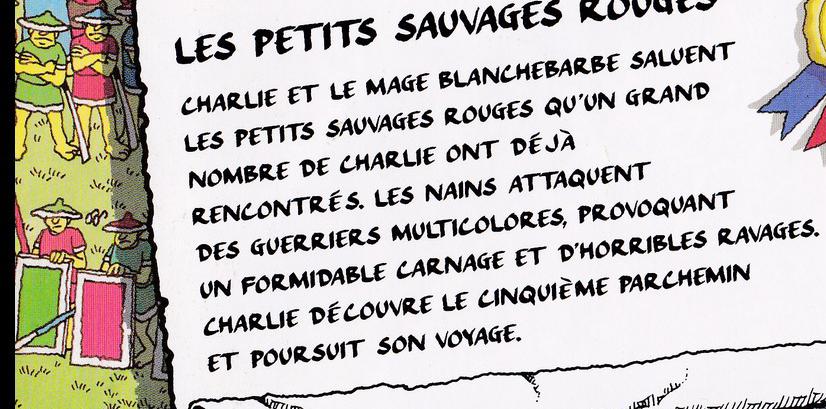 LES PETITS SAUVAGES ROUGES
CHARLIE ET LE MAGE BLANCHEBARBE SALUENT
LES PETITS SAUVAGES ROUGES QU'UN GRAND
NOMBRE DE CHARLIE ONT DÉJÀ
RENCONTRÉS. LES NAINS ATTAQUENT
DES GUERRIERS MULTICOLORES, PROVOQUANT
UN FORMIDABLE CARNAGE ET D'HORRIBLES RAVAGES.
CHARLIE DÉCOUVRE LE CINQUIÈME PARCHEMIN
ET POURSUIT SON VOYAGE.